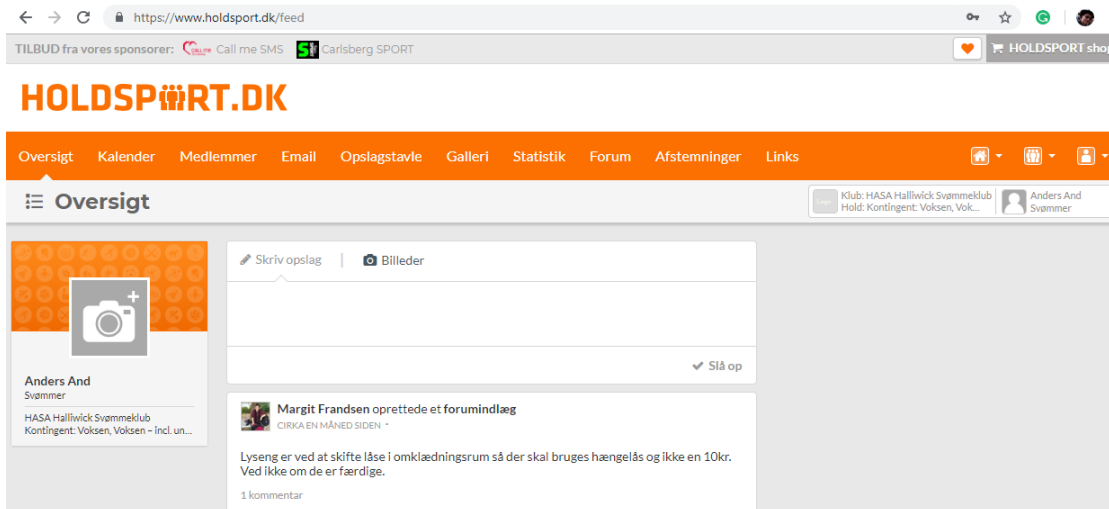 https://www.holdsport.dk/feed
TILBUD fra vores sponsorer: Call me SMS Carlsberg SPORT HOLDSPORT shop
HOLDSPORT.DK
Oversigt Kalender Medlemmer Email Opslagstavle Galleri Statistik Forum Afstemninger Links
Oversigt
Klub: HASA Halliwick Svømmeklub
Hold: Kontingent: Voksen, Vok...
Anders And
Svømmer
Skriv opslag | Billeder
Slå op
Anders And
Svømmer
HASA Halliwick Svømmeklub
Kontingent: Voksen, Voksen – incl. un...
Margit Frandsen oprettede et forumindlæg
CIRKA EN MÅNED SIDEN
Lyseng er ved at skifte låse i omklædningsrum så der skal bruges hængelås og ikke en 10kr.
Ved ikke om de er færdige.
1 kommentar